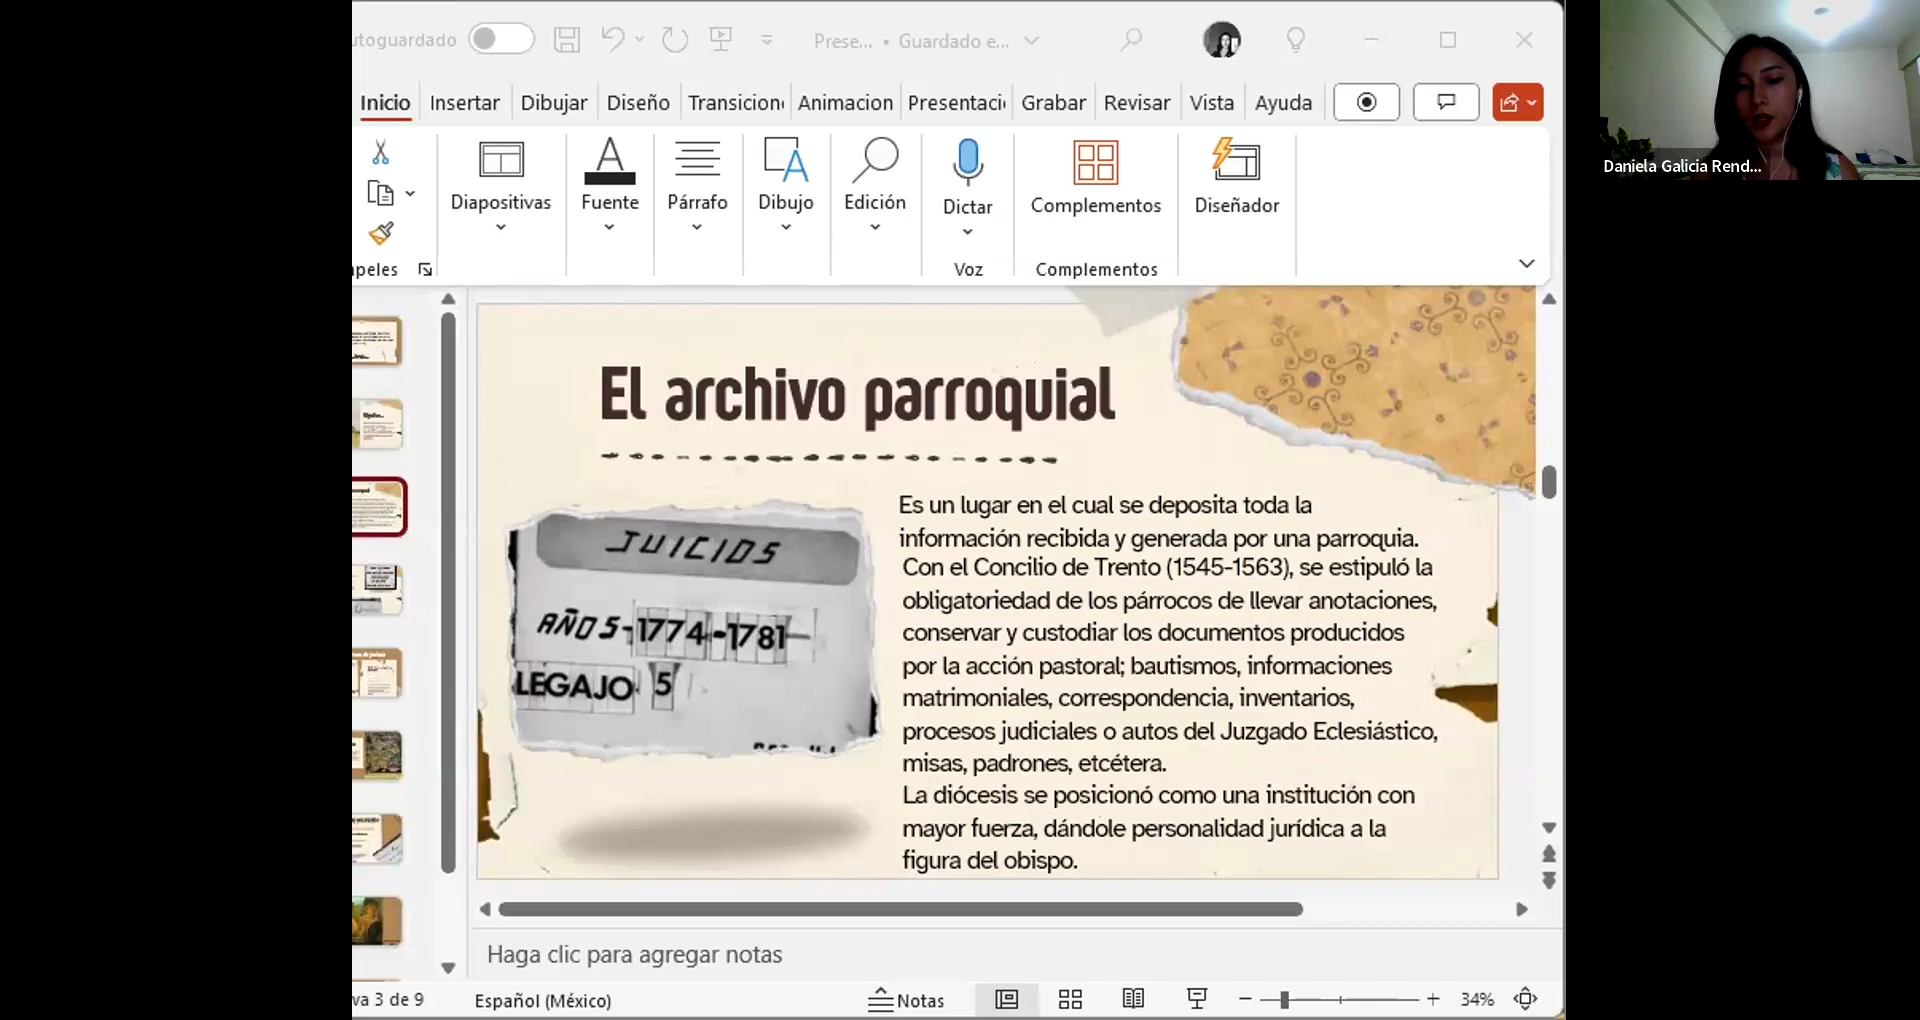 utoguardado
Prese... • Guardado e...
Inicio Insertar Dibujar Diseño Transicion Animacion Presentaci Grabar Revisar Vista Ayuda
Diapositivas Fuente Párrafo Dibujo Edición Dictar Complementos Diseñador
apeles Voz Complementos
Daniela Galicia Rend...
El archivo parroquial
JUICIOS
AÑOS-1774-1781
LEGAJO 5
Es un lugar en el cual se deposita toda la
información recibida y generada por una parroquia.
Con el Concilio de Trento (1545-1563), se estipuló la
obligatoriedad de los párrocos de llevar anotaciones,
conservar y custodiar los documentos producidos
por la acción pastoral; bautismos, informaciones
matrimoniales, correspondencia, inventarios,
procesos judiciales o autos del Juzgado Eclesiástico,
misas, padrones, etcétera.
La diócesis se posicionó como una institución con
mayor fuerza, dándole personalidad jurídica a la
figura del obispo.
Haga clic para agregar notas
va 3 de 9 Español (México) Notas 34%